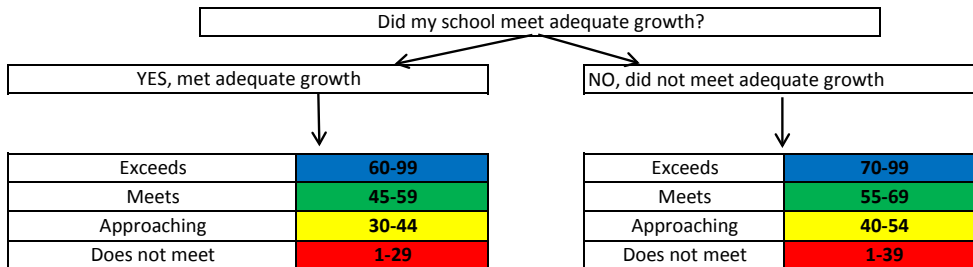 Did my school meet adequate growth?
YES, met adequate growth
NO, did not meet adequate growth
Exceeds 60-99
Meets 45-59
Approaching 30-44
Does not meet 1-29
Exceeds 70-99
Meets 55-69
Approaching 40-54
Does not meet 1-39